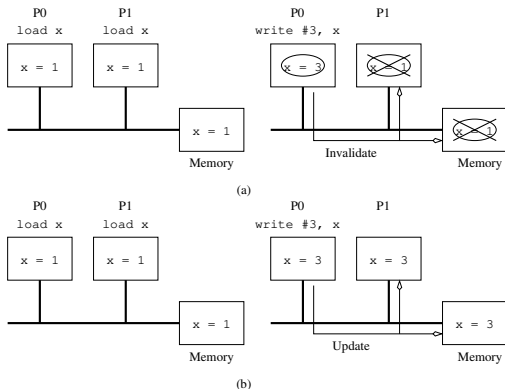 P0 P1 P0 P1
load x load x write #3, x
x = 1 x = 1 x = 3 x = 1
x = 1 x = 1
Invalidate
Memory Memory
(a)
P0 P1 P0 P1
load x load x write #3, x
x = 1 x = 1 x = 3 x = 3
x = 1 x = 3
Update
Memory Memory
(b)